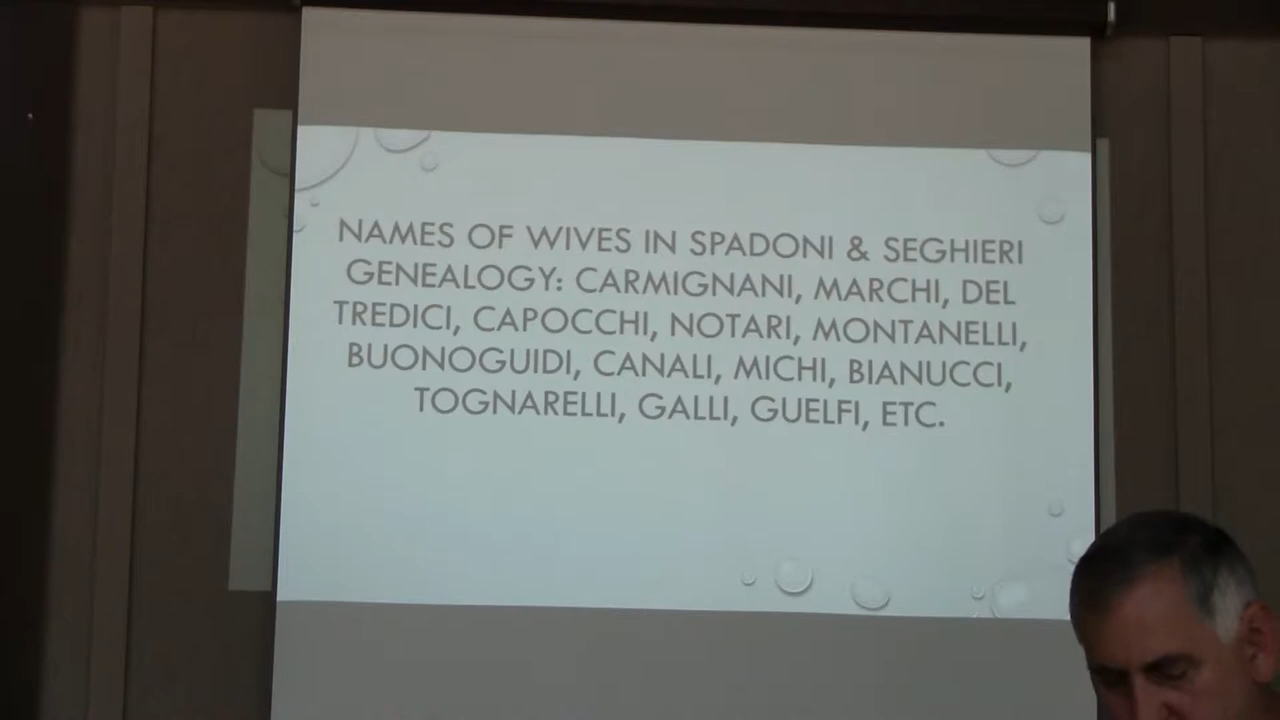 NAMES OF WIVES IN SPADONI & SEGHIERI
GENEALOGY: CARMIGNANI, MARCHI, DEL
TREDICI, CAPOCCHI, NOTARI, MONTANELLI,
BUONOGUIDI, CANALI, MICHI, BIANUCCI,
TOGNARELLI, GALLI, GUELFI, ETC.